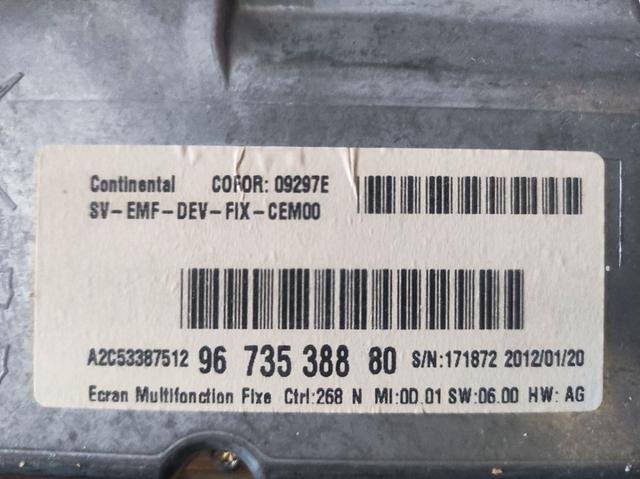 Continental COFOR: 09297E
SV-EMF-DEV-FIX-CEM00
A2C53387512 96 735 388 80 S/N:171872 2012/01/20
Ecran Multifonction Fixe Ctrl:268 N MI:0D.01 SW:06.00 HW: AG